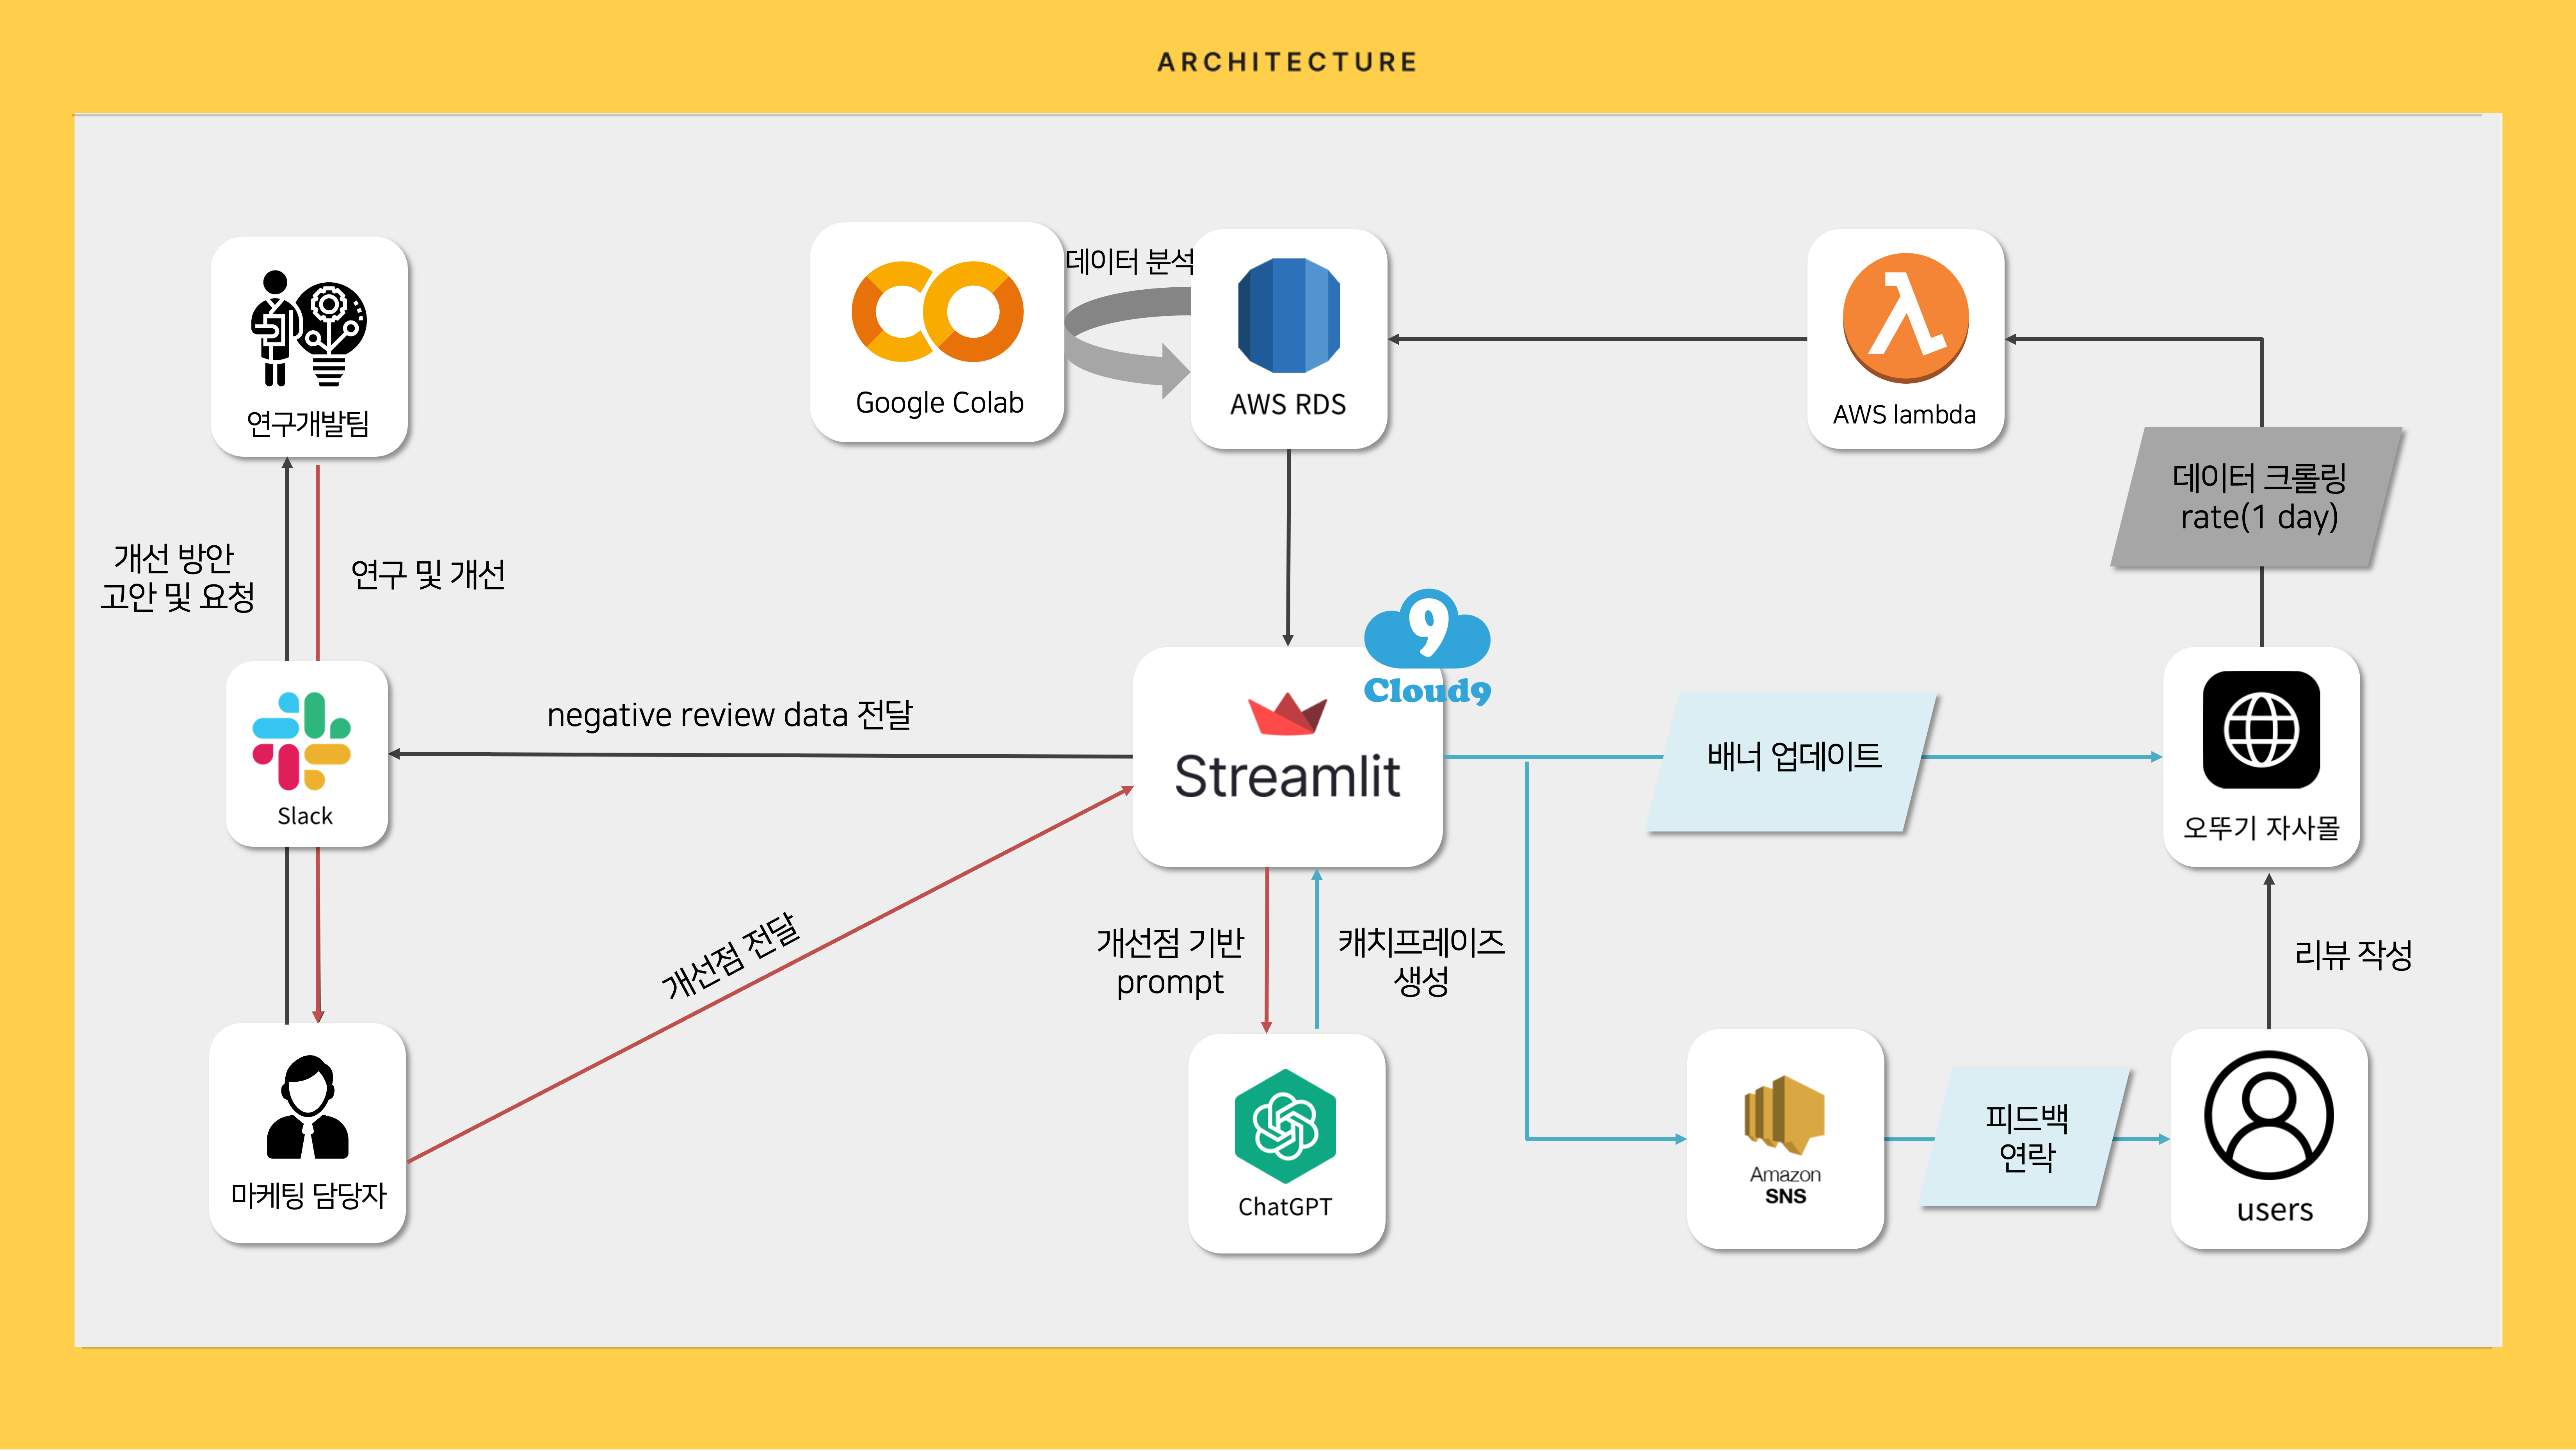 ARCHITECTURE
연구개발팀
Google Colab
데이터 분석
AWS RDS
AWS lambda
데이터 크롤링
rate(1 day)
개선 방안
고안 및 요청
연구 및 개선
Slack
negative review data 전달
9
Cloud9
Streamlit
배너 업데이트
오뚜기 자사몰
개선점 전달
개선점 기반
prompt
캐치프레이즈
생성
리뷰 작성
마케팅 담당자
ChatGPT
Amazon
SNS
피드백
연락
users